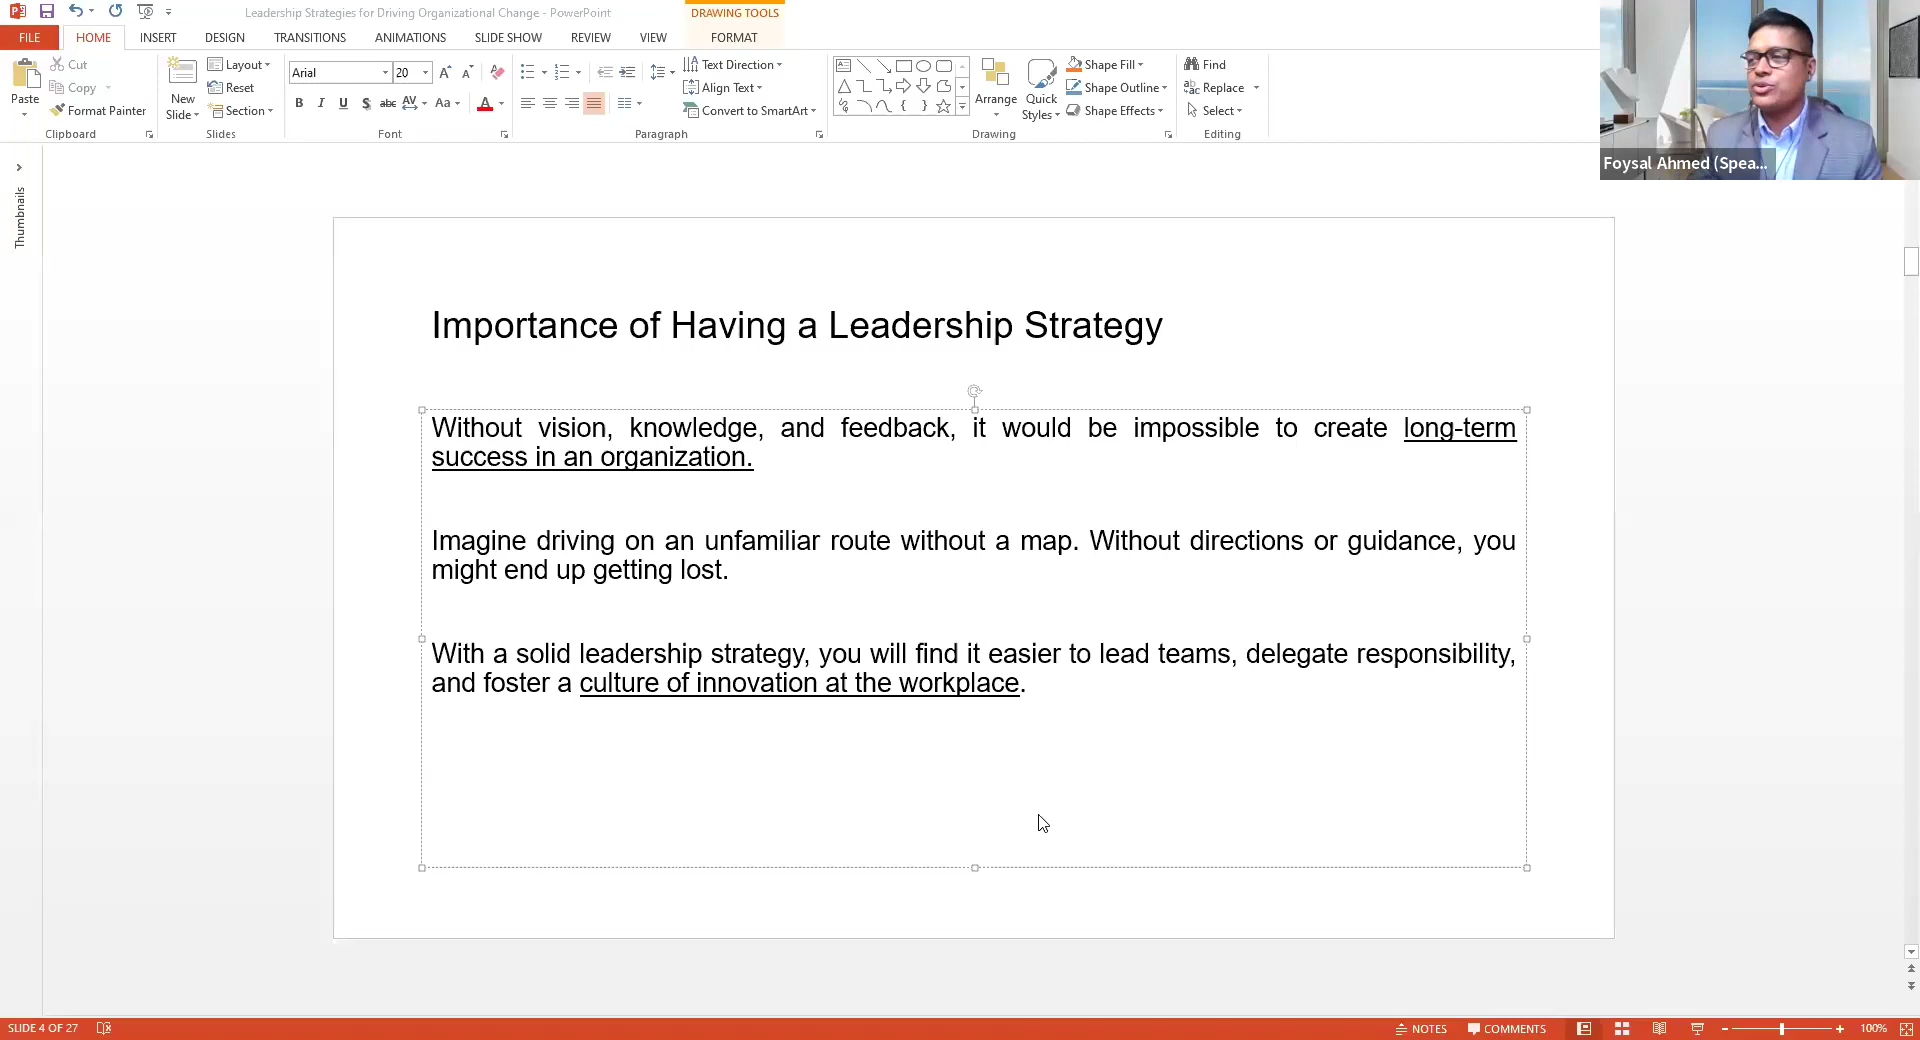 Leadership Strategies for Driving Organizational Change - PowerPoint
DRAWING TOOLS
FILE HOME INSERT DESIGN TRANSITIONS ANIMATIONS SLIDE SHOW REVIEW VIEW FORMAT
Paste
Cut
Copy
Format Painter
Clipboard
New
Slide
Layout
Reset
Section
Slides
Arial 20
B I U S abc AV Aa A
Font
Text Direction
Align Text
Convert to SmartArt
Paragraph
Arrange
Quick
Styles
Shape Fill
Shape Outline
Shape Effects
Drawing
Find
Replace
Select
Editing
Foysal Ahmed (Spea...
Thumbnails
Importance of Having a Leadership Strategy
Without vision, knowledge, and feedback, it would be impossible to create long-term
success in an organization.
Imagine driving on an unfamiliar route without a map. Without directions or guidance, you
might end up getting lost.
With a solid leadership strategy, you will find it easier to lead teams, delegate responsibility,
and foster a culture of innovation at the workplace.
SLIDE 4 OF 27
NOTES
COMMENTS
100%